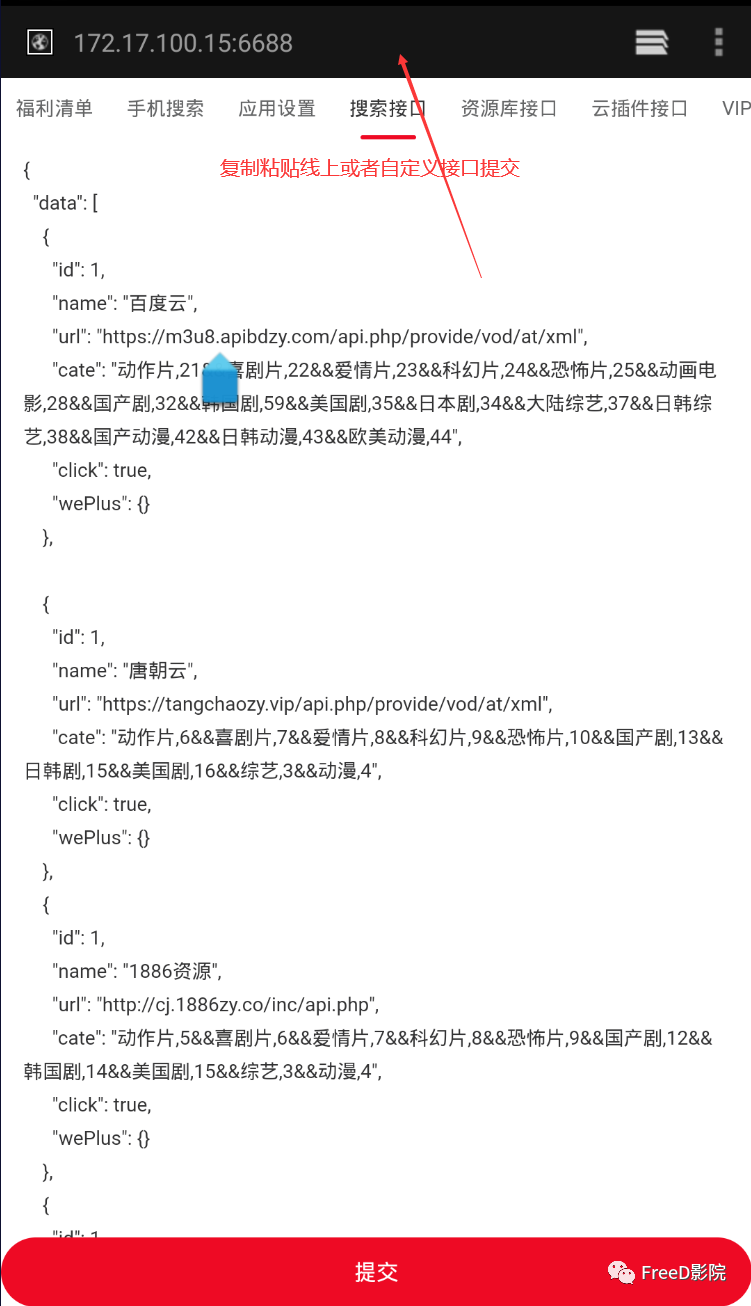 172.17.100.15:6688
福利清单 手机搜索 应用设置 搜索接口 资源库接口 云插件接口 VIP
复制粘贴线上或者自定义接口提交
{
"data": [
{
"id": 1,
"name": "百度云",
"url": "https://m3u8.apibdzy.com/api.php/provide/vod/at/xml",
"cate": "动作片,21&&喜剧片,22&&爱情片,23&&科幻片,24&&恐怖片,25&&动画电
影,28&&国产剧,32&&韩国剧,59&&美国剧,35&&日本剧,34&&大陆综艺,37&&日韩综
艺,38&&国产动漫,42&&日韩动漫,43&&欧美动漫,44",
"click": true,
"wePlus": {}
},
{
"id": 1,
"name": "唐朝云",
"url": "https://tangchaozy.vip/api.php/provide/vod/at/xml",
"cate": "动作片,6&&喜剧片,7&&爱情片,8&&科幻片,9&&恐怖片,10&&国产剧,13&&
日韩剧,15&&美国剧,16&&综艺,3&&动漫,4",
"click": true,
"wePlus": {}
},
{
"id": 1,
"name": "1886资源",
"url": "http://cj.1886zy.co/inc/api.php",
"cate": "动作片,5&&喜剧片,6&&爱情片,7&&科幻片,8&&恐怖片,9&&国产剧,12&&
韩国剧,14&&美国剧,15&&综艺,3&&动漫,4",
"click": true,
"wePlus": {}
},
{
"id": 1
提交
FreeD影院